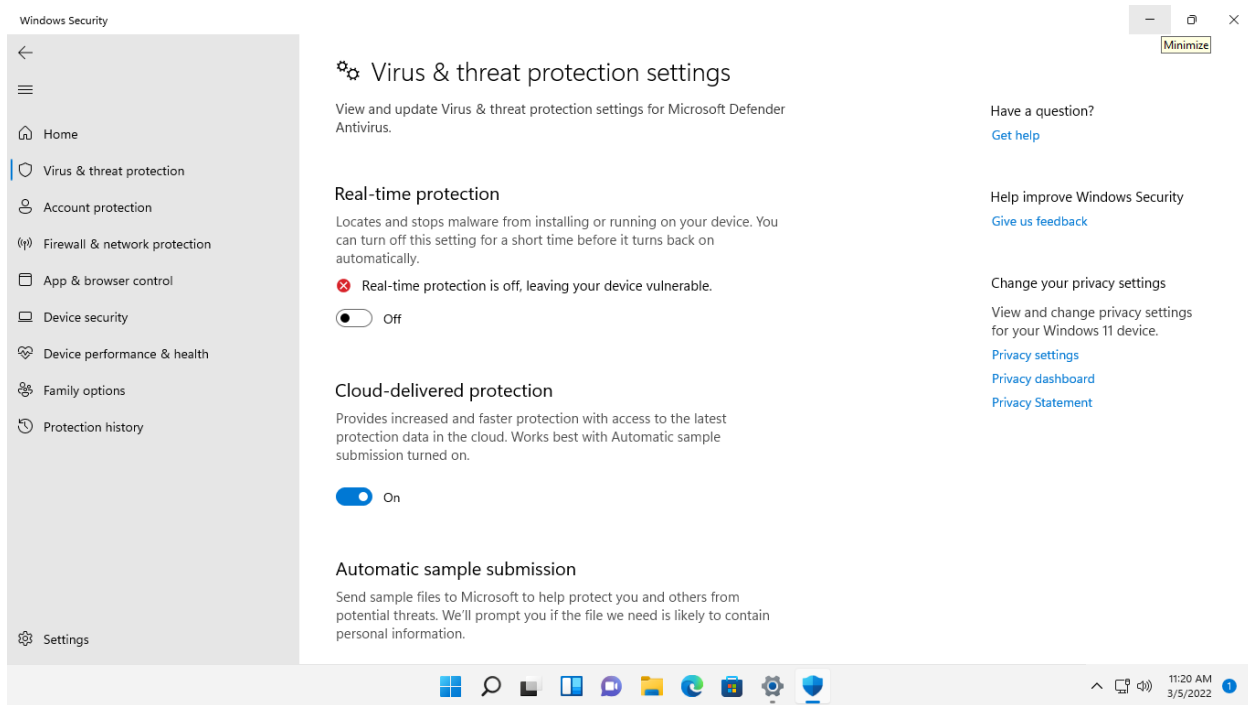 Windows Security
Minimize
Home
Virus & threat protection
Account protection
Firewall & network protection
App & browser control
Device security
Device performance & health
Family options
Protection history
Settings
Virus & threat protection settings
View and update Virus & threat protection settings for Microsoft Defender
Antivirus.
Real-time protection
Locates and stops malware from installing or running on your device. You
can turn off this setting for a short time before it turns back on
automatically.
Real-time protection is off, leaving your device vulnerable.
Off
Cloud-delivered protection
Provides increased and faster protection with access to the latest
protection data in the cloud. Works best with Automatic sample
submission turned on.
On
Automatic sample submission
Send sample files to Microsoft to help protect you and others from
potential threats. We'll prompt you if the file we need is likely to contain
personal information.
Have a question?
Get help
Help improve Windows Security
Give us feedback
Change your privacy settings
View and change privacy settings
for your Windows 11 device.
Privacy settings
Privacy dashboard
Privacy Statement
11:20 AM
3/5/2022
1